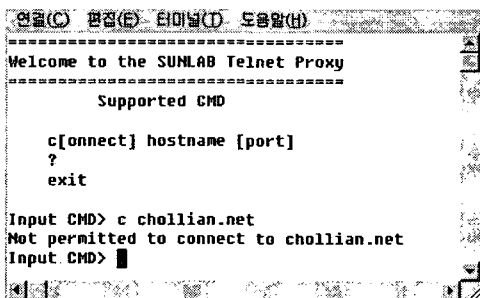 연결(C) 편집(E) 터미널(T) 도움말(H)
===================================
Welcome to the SUNLAB Telnet Proxy
===================================
Supported CMD
c[onnect] hostname [port]
?
exit
Input CMD> c chollian.net
Not permitted to connect to chollian.net
Input CMD>